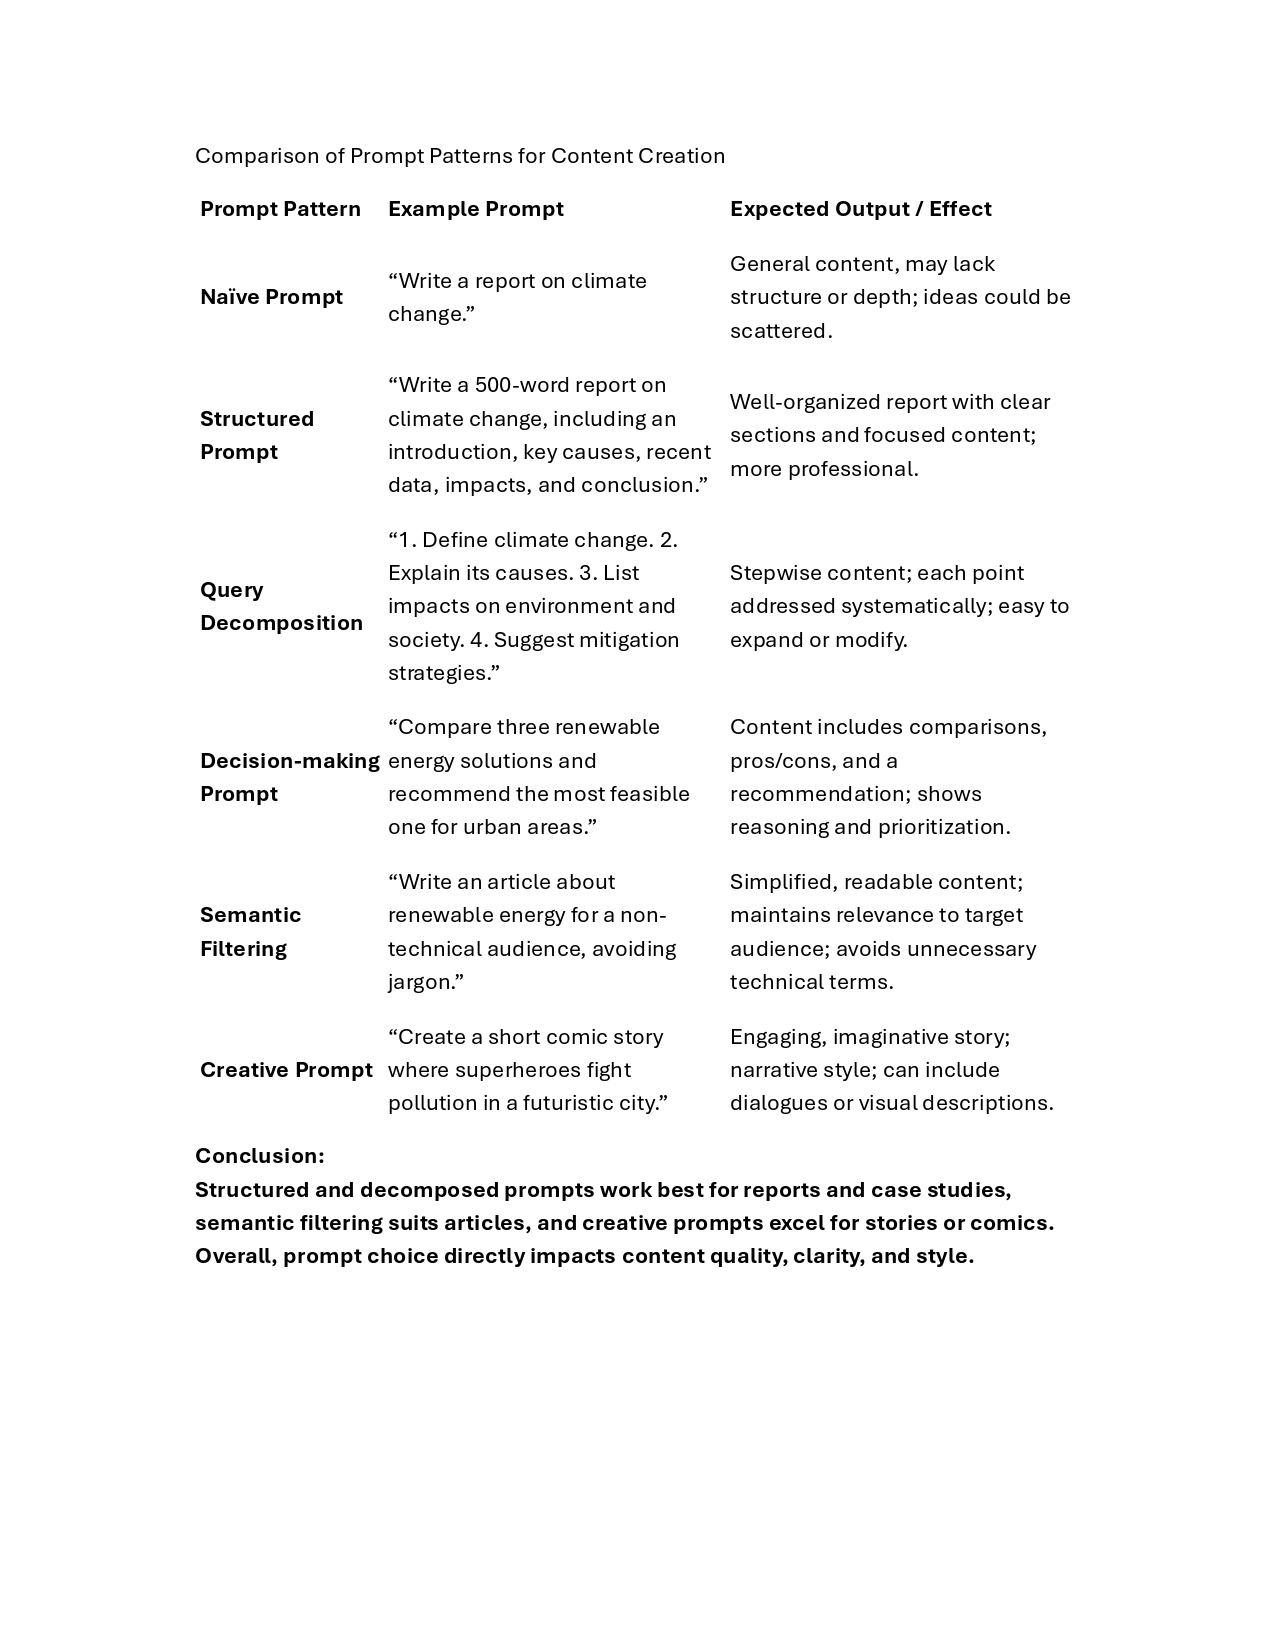 Comparison of Prompt Patterns for Content Creation
Prompt Pattern Example Prompt Expected Output / Effect
Naïve Prompt
“Write a report on climate
change.”
General content, may lack
structure or depth; ideas could be
scattered.
Structured
Prompt
“Write a 500-word report on
climate change, including an
introduction, key causes, recent
data, impacts, and conclusion.”
Well-organized report with clear
sections and focused content;
more professional.
Query
Decomposition
“1. Define climate change. 2.
Explain its causes. 3. List
impacts on environment and
society. 4. Suggest mitigation
strategies.”
Stepwise content; each point
addressed systematically; easy to
expand or modify.
Decision-making
Prompt
“Compare three renewable
energy solutions and
recommend the most feasible
one for urban areas.”
Content includes comparisons,
pros/cons, and a
recommendation; shows
reasoning and prioritization.
Semantic
Filtering
“Write an article about
renewable energy for a non-
technical audience, avoiding
jargon.”
Simplified, readable content;
maintains relevance to target
audience; avoids unnecessary
technical terms.
Creative Prompt
“Create a short comic story
where superheroes fight
pollution in a futuristic city.”
Engaging, imaginative story;
narrative style; can include
dialogues or visual descriptions.
Conclusion:
Structured and decomposed prompts work best for reports and case studies,
semantic filtering suits articles, and creative prompts excel for stories or comics.
Overall, prompt choice directly impacts content quality, clarity, and style.